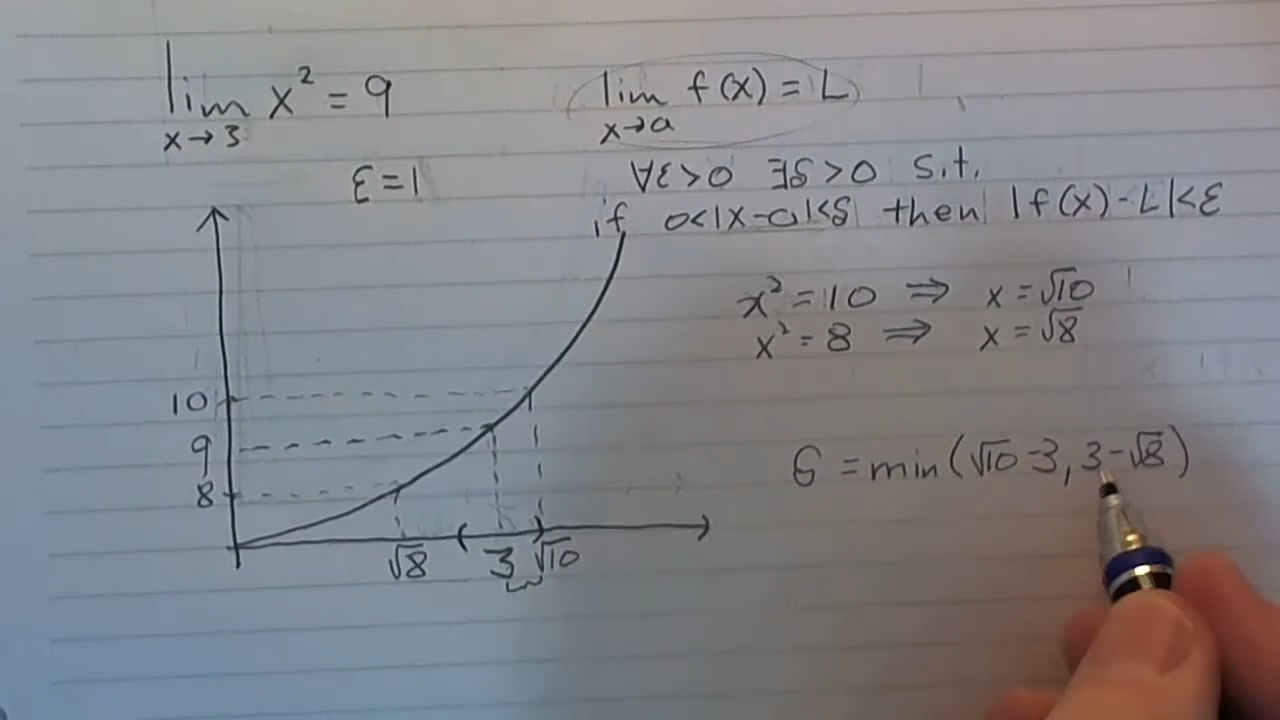 lim x² = 9
x→3
lim f(x) = L
x→a
ε=1
∀ε>0 ∃δ>0 s.t.
if 0<|x-a|<δ then |f(x)-L|<ε
x²=10 ⇒ x=√10
x²=8 ⇒ x=√8
10
9
8
√8 3 √10
δ=min(√10-3, 3-√8)